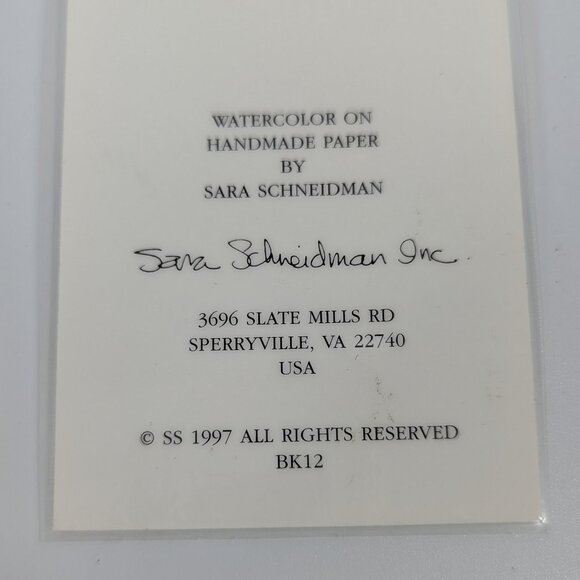 WATERCOLOR ON
HANDMADE PAPER
BY
SARA SCHNEIDMAN
Sara Schneidman Inc.
3696 SLATE MILLS RD
SPERRYVILLE, VA 22740
USA
© SS 1997 ALL RIGHTS RESERVED
BK12